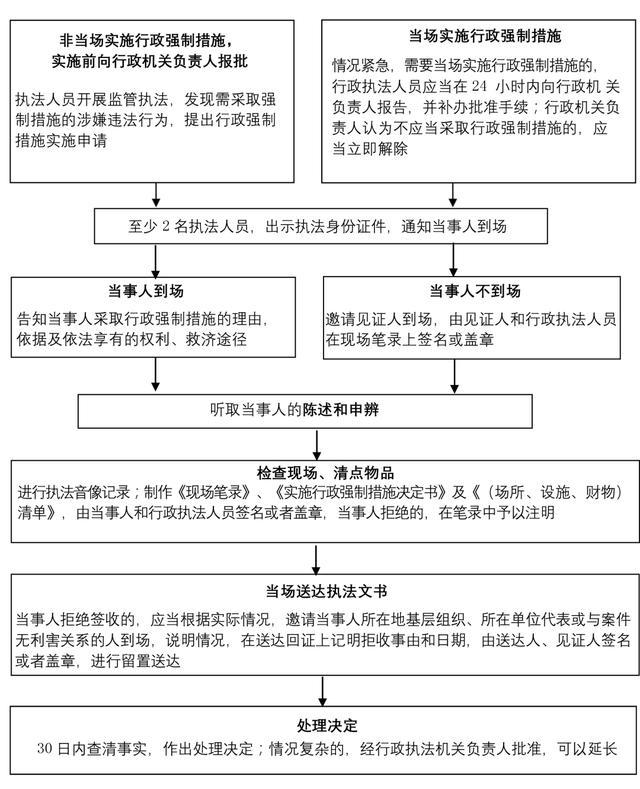 非当场实施行政强制措施，
实施前向行政机关负责人报批
执法人员开展监管执法，发现需采取强
制措施的涉嫌违法行为，提出行政强制
措施实施申请
当场实施行政强制措施
情况紧急，需要当场实施行政强制措施的，
行政执法人员应当在 24 小时内向行政机 关
负责人报告，并补办批准手续；行政机关负
责人认为不应当采取行政强制措施的，应
当立即解除
至少 2 名执法人员，出示执法身份证件，通知当事人到场
当事人到场
告知当事人采取行政强制措施的理由，
依据及依法享有的权利、救济途径
当事人不到场
邀请见证人到场，由见证人和行政执法人员
在现场笔录上签名或盖章
听取当事人的陈述和申辨
检查现场、清点物品
进行执法音像记录；制作《现场笔录》、《实施行政强制措施决定书》及《（场所、设施、财物）
清单》，由当事人和行政执法人员签名或者盖章，当事人拒绝的，在笔录中予以注明
当场送达执法文书
当事人拒绝签收的，应当根据实际情况，邀请当事人所在地基层组织、所在单位代表或与案件
无利害关系的人到场，说明情况，在送达回证上记明拒收事由和日期，由送达人、见证人签名
或者盖章，进行留置送达
处理决定
30 日内查清事实，作出处理决定；情况复杂的，经行政执法机关负责人批准，可以延长